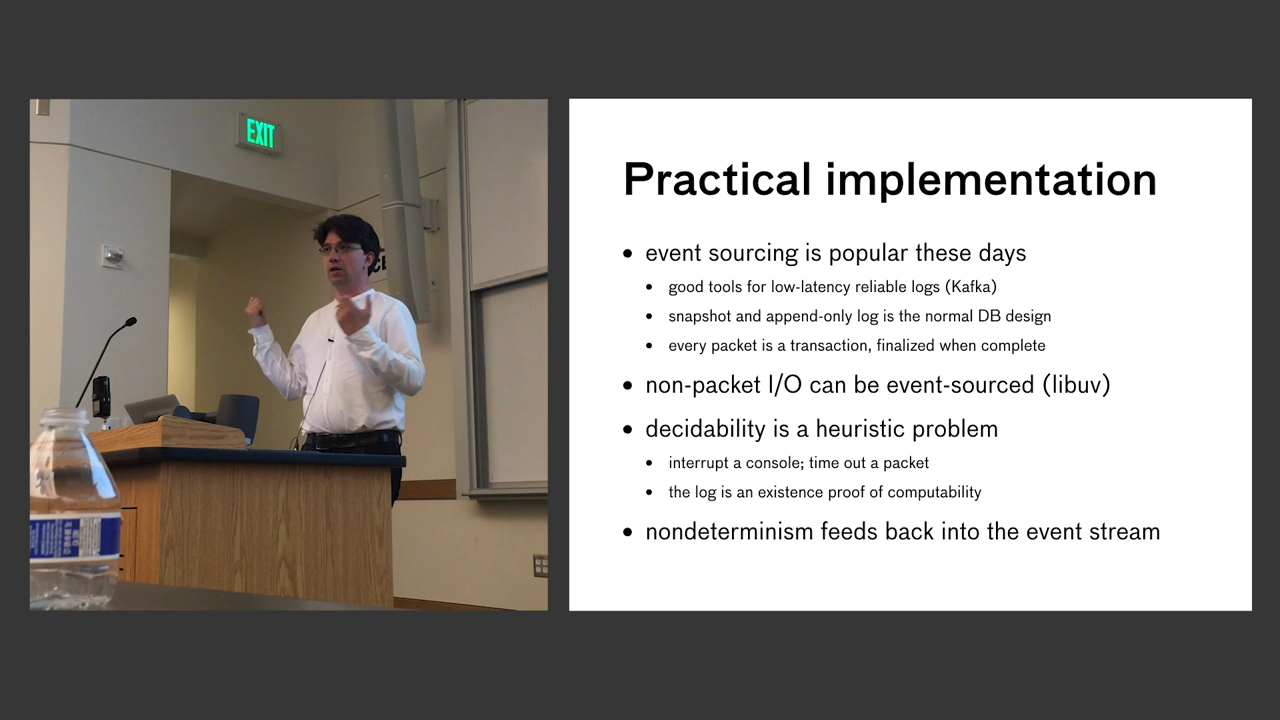 EXIT
Practical implementation
• event sourcing is popular these days
• good tools for low-latency reliable logs (Kafka)
• snapshot and append-only log is the normal DB design
• every packet is a transaction, finalized when complete
• non-packet I/O can be event-sourced (libuv)
• decidability is a heuristic problem
• interrupt a console; time out a packet
• the log is an existence proof of computability
• nondeterminism feeds back into the event stream